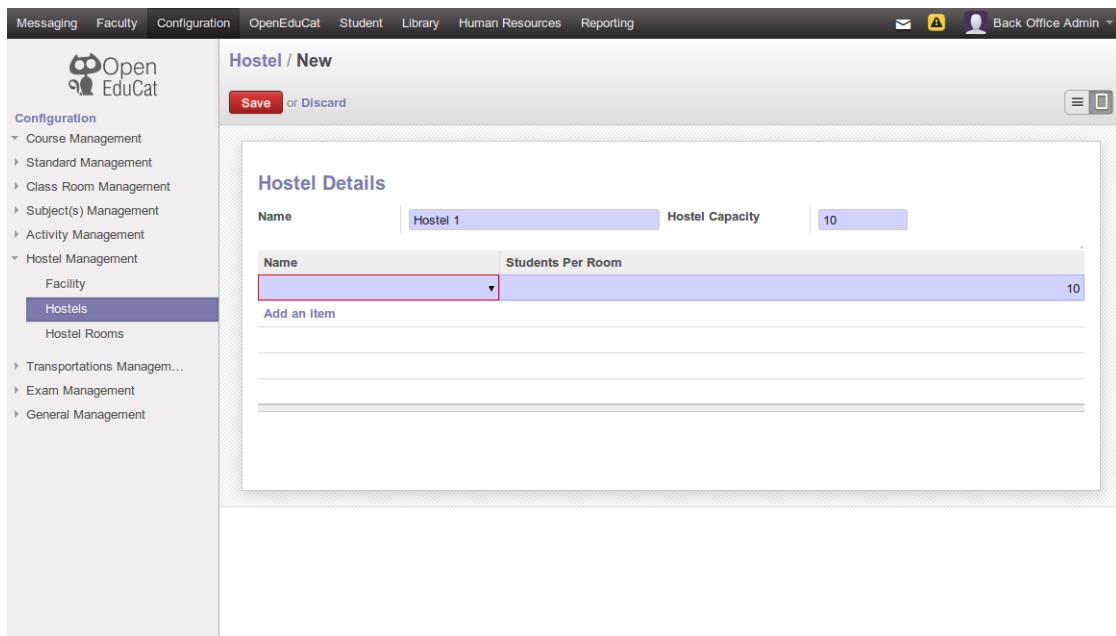 Messaging Faculty Configuration OpenEduCat Student Library Human Resources Reporting Back Office Admin
Open
EduCat
Hostel / New
Save or Discard
Configuration
Course Management
Standard Management
Class Room Management
Subject(s) Management
Activity Management
Hostel Management
Facility
Hostels
Hostel Rooms
Transportations Managem...
Exam Management
General Management
Hostel Details
Name Hostel 1 Hostel Capacity 10
Name Students Per Room
10
Add an item